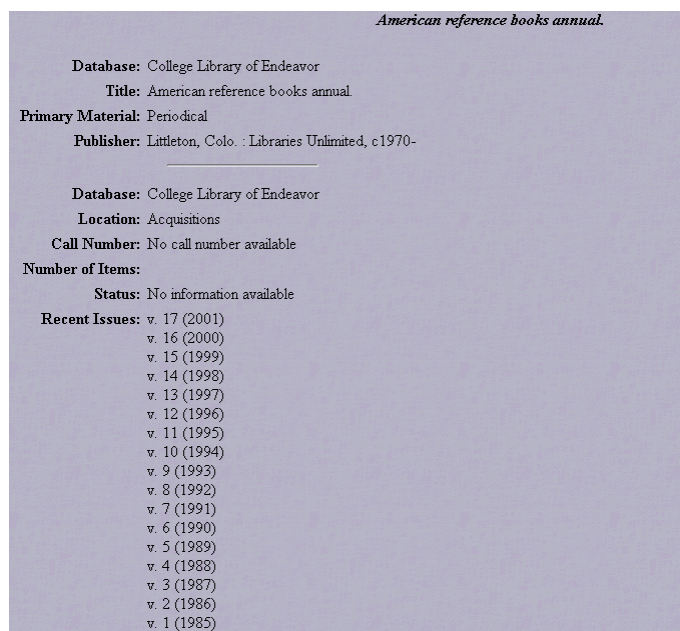 American reference books annual.
Database: College Library of Endeavor
Title: American reference books annual.
Primary Material: Periodical
Publisher: Littleton, Colo. : Libraries Unlimited, c1970-
Database: College Library of Endeavor
Location: Acquisitions
Call Number: No call number available
Number of Items:
Status: No information available
Recent Issues: v. 17 (2001)
v. 16 (2000)
v. 15 (1999)
v. 14 (1998)
v. 13 (1997)
v. 12 (1996)
v. 11 (1995)
v. 10 (1994)
v. 9 (1993)
v. 8 (1992)
v. 7 (1991)
v. 6 (1990)
v. 5 (1989)
v. 4 (1988)
v. 3 (1987)
v. 2 (1986)
v. 1 (1985)